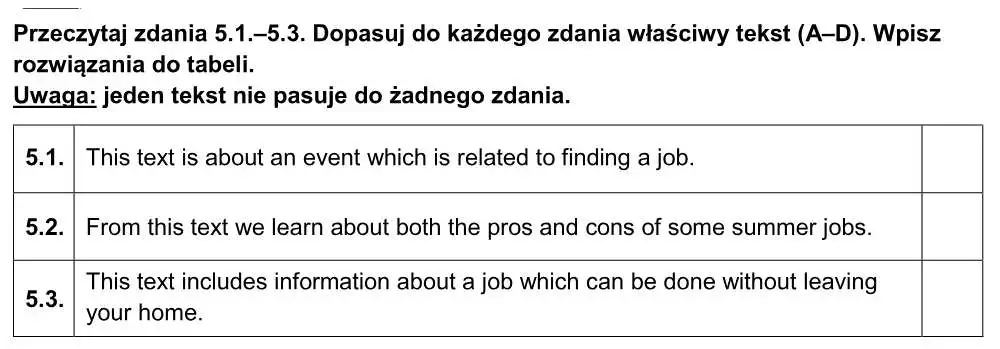 Przeczytaj zdania 5.1.–5.3. Dopasuj do każdego zdania właściwy tekst (A–D). Wpisz
rozwiązania do tabeli.
Uwaga: jeden tekst nie pasuje do żadnego zdania.
5.1. This text is about an event which is related to finding a job.
5.2. From this text we learn about both the pros and cons of some summer jobs.
5.3. This text includes information about a job which can be done without leaving
your home.